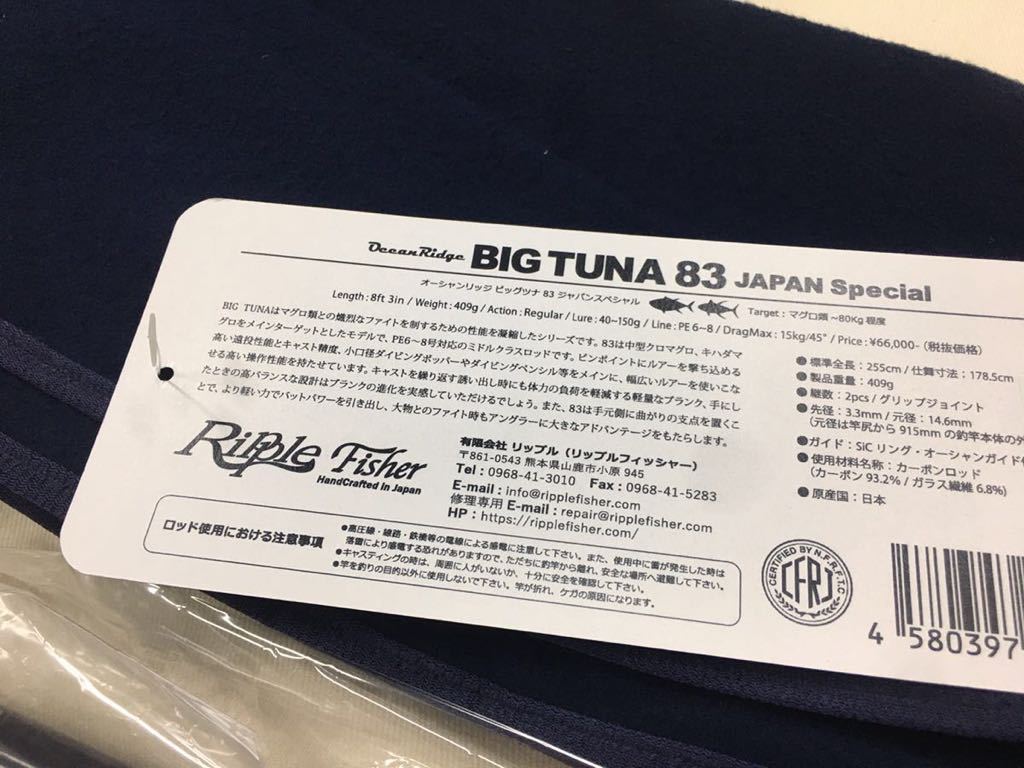 OceanRidge BIG TUNA 83 JAPAN Special
オーシャンリッジ ビッグツナ 83 ジャパンスペシャル
Target : マグロ類 ~80Kg 程度
Length : 8ft 3in / Weight : 409g / Action : Regular / Lure : 40~150g / Line : PE 6~8 / DragMax : 15kg/45° / Price : ¥66,000- (税抜価格)
BIG TUNAはマグロ類との熾烈なファイトを制するための性能を凝縮したシリーズです。83は中型クロマグロ、キハダマ
グロをメインターゲットとしたモデルで、PE6~8号対応のミドルクラスロッドです。ピンポイントにルアーを撃ち込める
高い遠投性能とキャスト精度、小口径ダイビングポッパーやダイビングペンシル等をメインに、幅広いルアーを使いこな
せる高い操作性能を持たせています。キャストを繰り返す誘い出し時にも体力の負荷を軽減する軽量なブランク、手にし
たときの高バランスな設計はブランクの進化を実感していただけるでしょう。また、83は手元側に曲がりの支点を置くこ
とで、より軽い力でバットパワーを引き出し、大物とのファイト時もアングラーに大きなアドバンテージをもたらします。
●標準全長：255cm / 仕舞寸法：178.5cm
●製品重量：409g
●継数：2pcs / グリップジョイント
●先径：3.3mm / 元径：14.6mm
(元径は竿尻から 915mm の釣竿本体の外
●ガイド：SiC リング・オーシャンガイド
●使用材料名称：カーボンロッド
(カーボン 93.2% / ガラス繊維 6.8%)
●原産国：日本
Ripple Fisher
HandCrafted In Japan
有限会社 リップル (リップルフィッシャー)
〒861-0543 熊本県山鹿市小原 945
Tel : 0968-41-3010 Fax : 0968-41-5283
E-mail : info@ripplefisher.com
修理専用 E-mail : repair@ripplefisher.com
HP : https://ripplefisher.com/
ロッド使用における注意事項
●高圧線・線路・鉄橋等の電線による感電に注意して下さい。また、使用中に雷が発生した時は
落雷により感電する恐れがありますので、ただちに釣竿から離れ、安全な場所へ避難して下さい。
●キャスティングの時は、周囲に人がいないか、十分に安全を確認して下さい。
●竿を釣りの目的以外に使用しないで下さい。竿が折れ、ケガの原因になります。
CERTIFIED BY N.F.R.P.T.C
CFRJ
4 580397